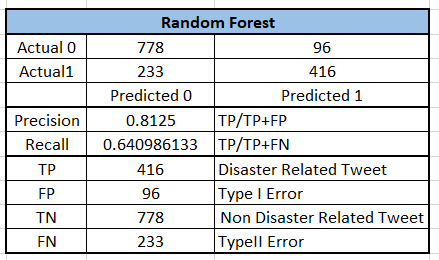 Random Forest
Actual 0 778 96
Actual1 233 416
Predicted 0 Predicted 1
Precision 0.8125 TP/TP+FP
Recall 0.640986133 TP/TP+FN
TP 416 Disaster Related Tweet
FP 96 Type I Error
TN 778 Non Disaster Related Tweet
FN 233 TypeII Error